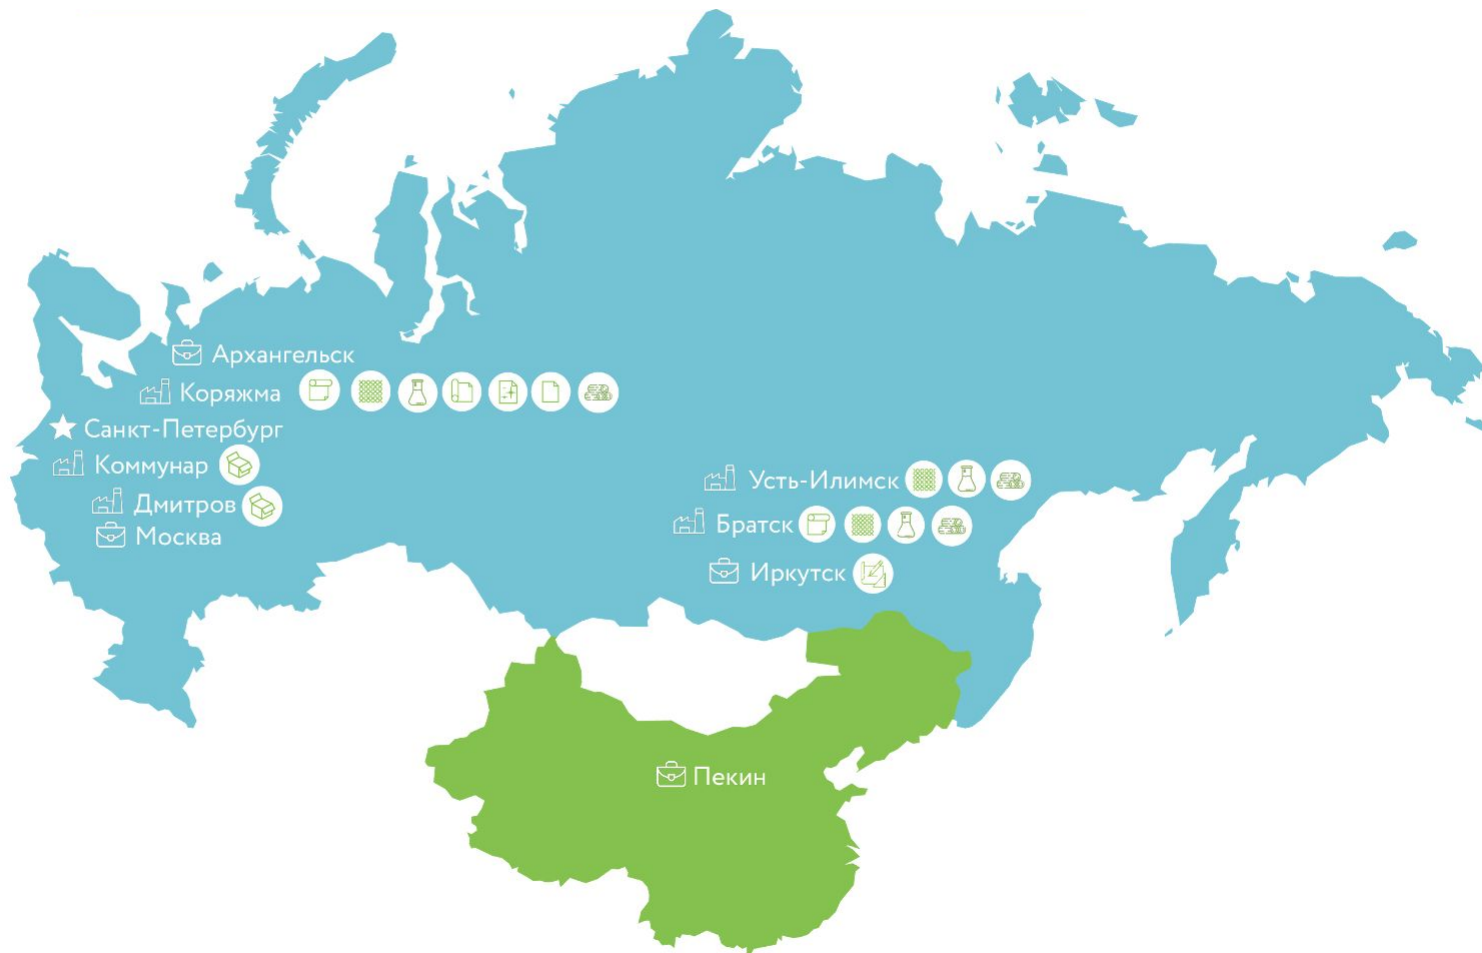 Архангельск
Коряжма
Санкт-Петербург
Коммунар
Дмитров
Москва
Усть-Илимск
Братск
Иркутск
Пекин